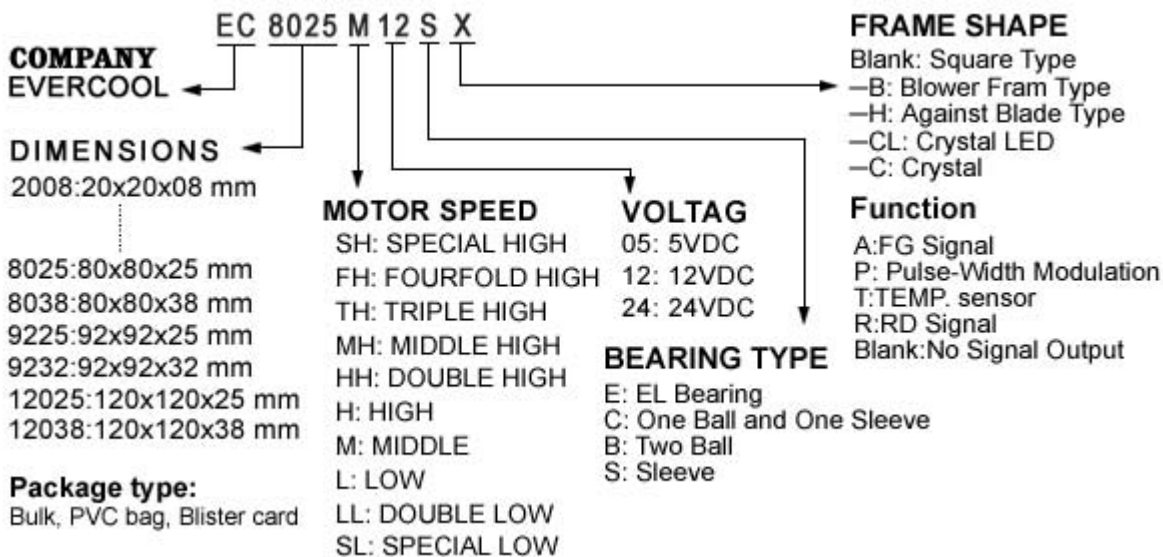 EC 8025 M 12 S X
COMPANY
EVERCOOL
DIMENSIONS
2008:20x20x08 mm
8025:80x80x25 mm
8038:80x80x38 mm
9225:92x92x25 mm
9232:92x92x32 mm
12025:120x120x25 mm
12038:120x120x38 mm
Package type:
Bulk, PVC bag, Blister card
MOTOR SPEED
SH: SPECIAL HIGH
FH: FOURFOLD HIGH
TH: TRIPLE HIGH
MH: MIDDLE HIGH
HH: DOUBLE HIGH
H: HIGH
M: MIDDLE
L: LOW
LL: DOUBLE LOW
SL: SPECIAL LOW
VOLTAG
05: 5VDC
12: 12VDC
24: 24VDC
BEARING TYPE
E: EL Bearing
C: One Ball and One Sleeve
B: Two Ball
S: Sleeve
FRAME SHAPE
Blank: Square Type
—B: Blower Fram Type
—H: Against Blade Type
—CL: Crystal LED
—C: Crystal
Function
A:FG Signal
P: Pulse-Width Modulation
T:TEMP. sensor
R:RD Signal
Blank:No Signal Output